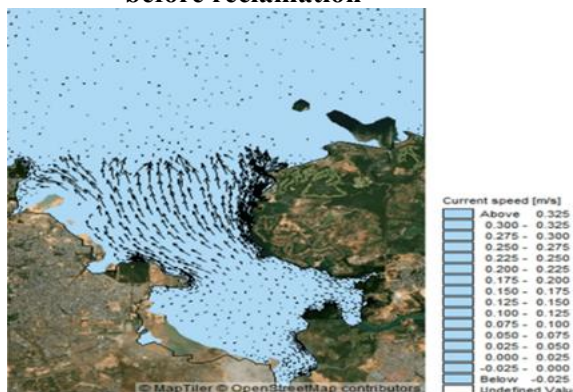 before reclamation
Current speed [m/s]
Above 0.325
0.300 - 0.325
0.275 - 0.300
0.250 - 0.275
0.225 - 0.250
0.200 - 0.225
0.175 - 0.200
0.150 - 0.175
0.125 - 0.150
0.100 - 0.125
0.075 - 0.100
0.050 - 0.075
0.025 - 0.050
0.000 - 0.025
-0.025 - 0.000
Below -0.025
Undefined Valu
© MapTiler © OpenStreetMap contributors